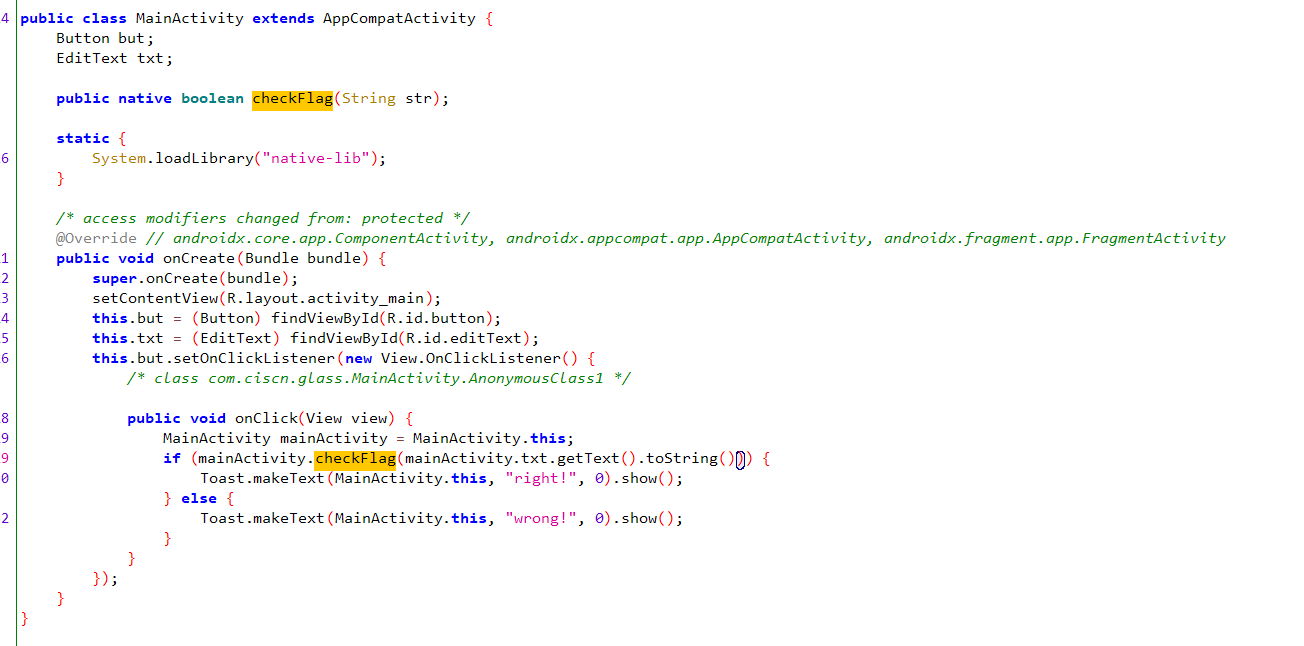 4 public class MainActivity extends AppCompatActivity {
    Button but;
    EditText txt;
    public native boolean checkFlag(String str);
    static {
6         System.loadLibrary("native-lib");
    }
    /* access modifiers changed from: protected */
    @Override // androidx.core.app.ComponentActivity, androidx.appcompat.app.AppCompatActivity, androidx.fragment.app.FragmentActivity
1     public void onCreate(Bundle bundle) {
2         super.onCreate(bundle);
3         setContentView(R.layout.activity_main);
4         this.but = (Button) findViewById(R.id.button);
5         this.txt = (EditText) findViewById(R.id.editText);
6         this.but.setOnClickListener(new View.OnClickListener() {
            /* class com.ciscn.glass.MainActivity.AnonymousClass1 */
8             public void onClick(View view) {
9                 MainActivity mainActivity = MainActivity.this;
9                 if (mainActivity.checkFlag(mainActivity.txt.getText().toString())) {
0                     Toast.makeText(MainActivity.this, "right!", 0).show();
                } else {
2                     Toast.makeText(MainActivity.this, "wrong!", 0).show();
                }
            }
        });
    }
}